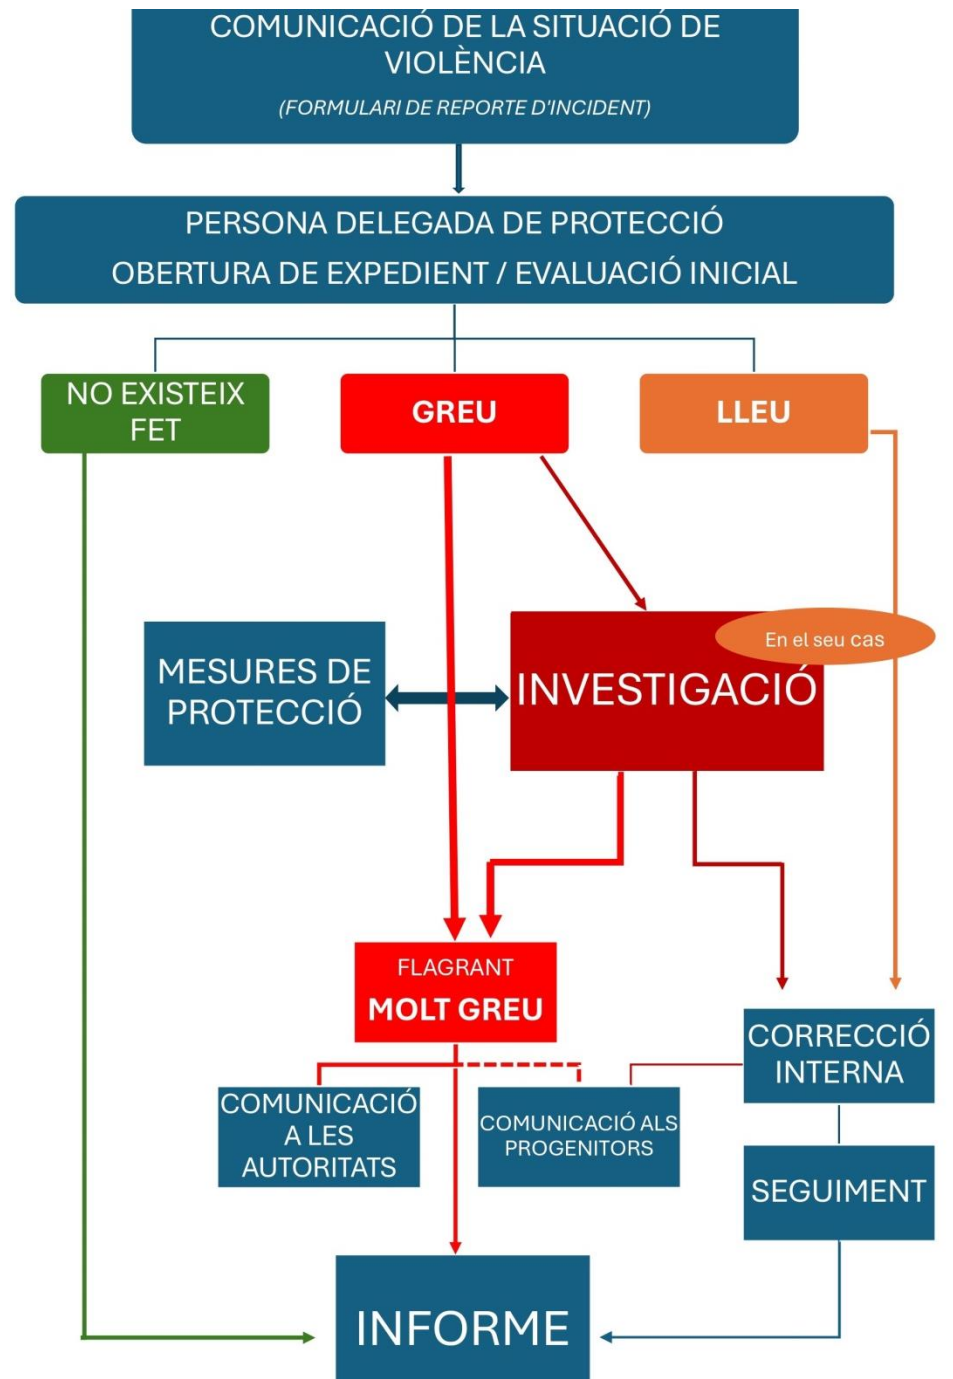 COMUNICACIÓ DE LA SITUACIÓ DE
VIOLÈNCIA
(FORMULARI DE REPORTE D'INCIDENT)
PERSONA DELEGADA DE PROTECCIÓ
OBERTURA DE EXPEDIENT / EVALUACIÓ INICIAL
NO EXISTEIX
FET
GREU
LLEU
En el seu cas
MESURES DE
PROTECCIÓ
INVESTIGACIÓ
FLAGRANT
MOLT GREU
CORRECCIÓ
INTERNA
COMUNICACIÓ
A LES
AUTORITATS
COMUNICACIÓ ALS
PROGENITORS
SEGUIMENT
INFORME